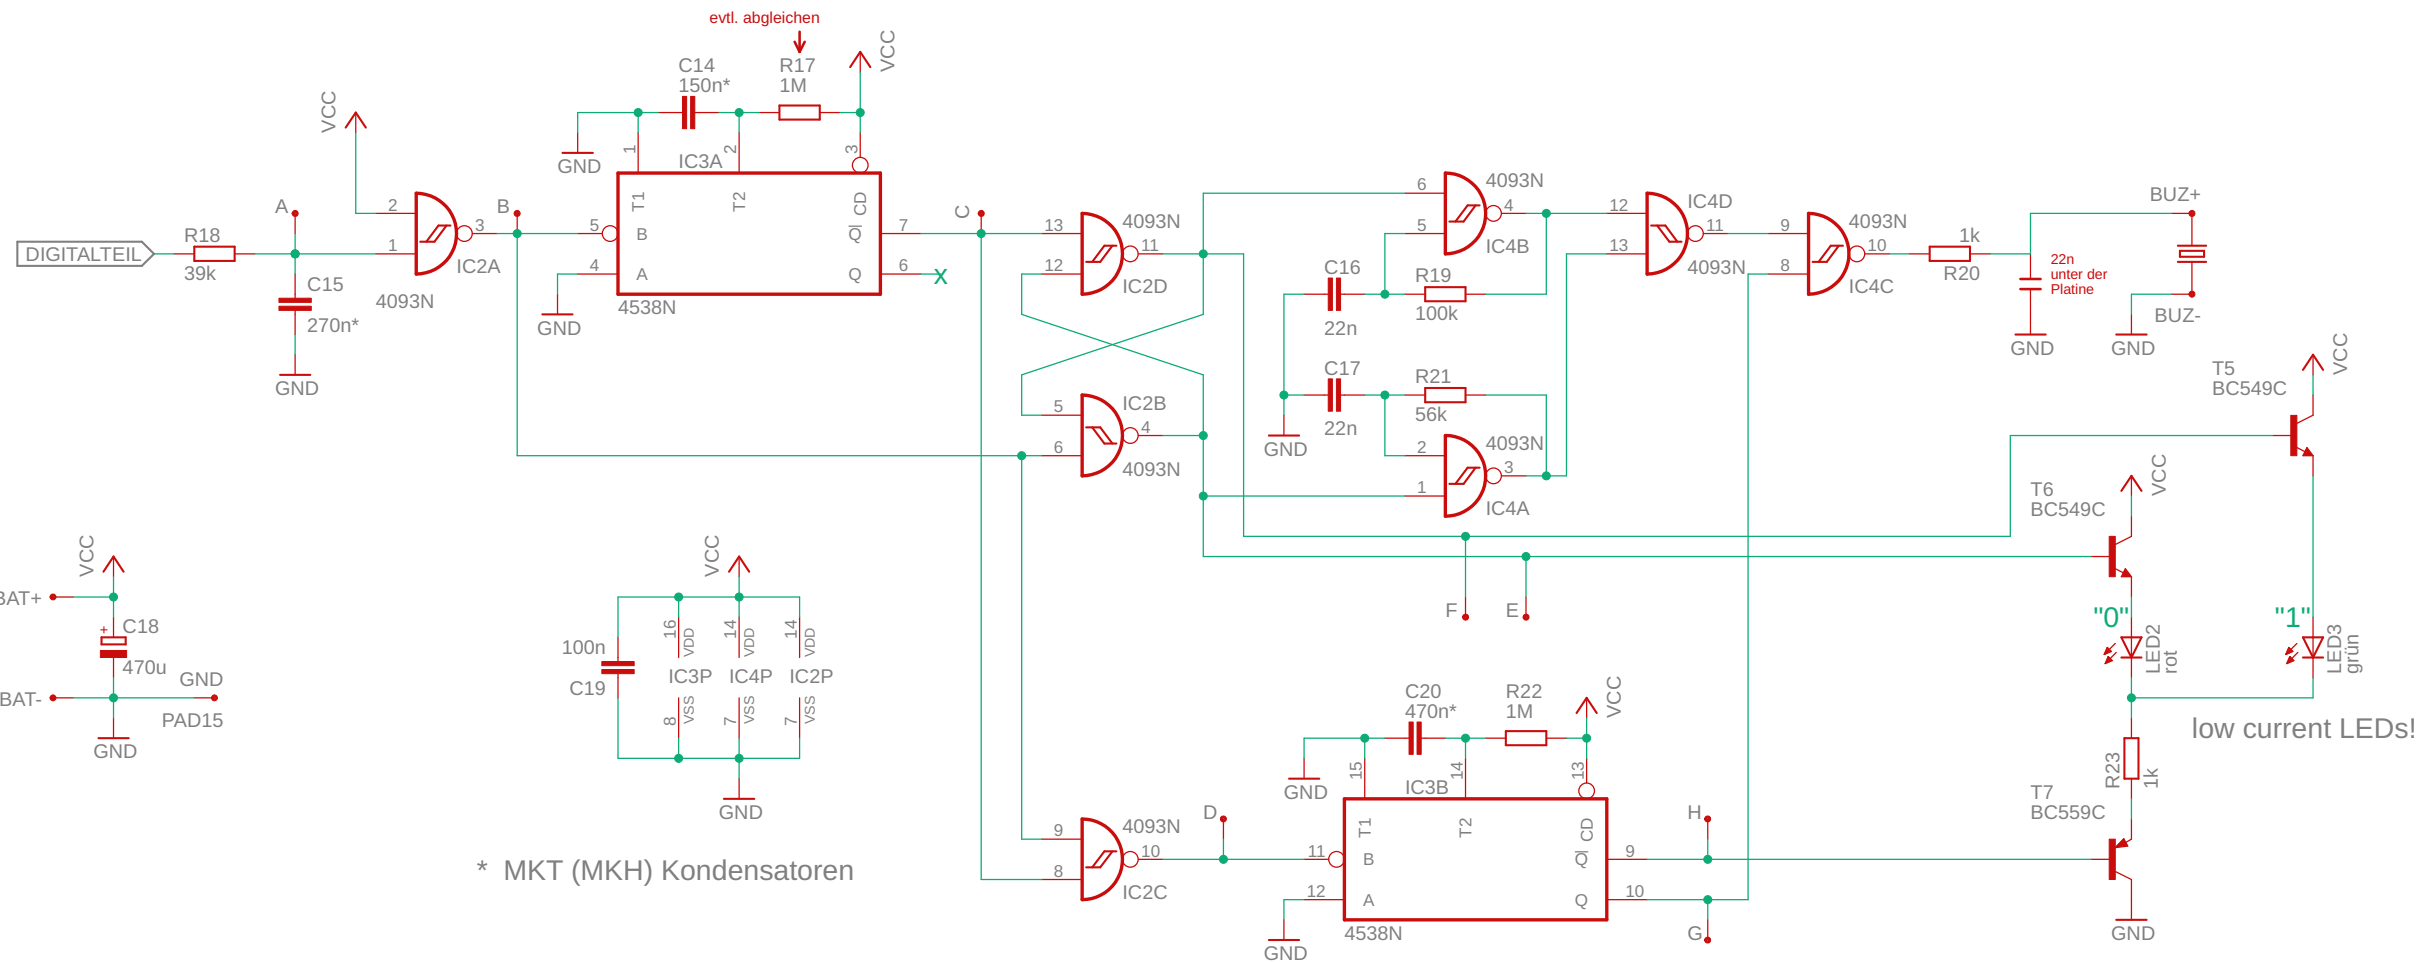 evtl. abgleichen
C14
150n*
R17
1M
VCC
VCC
GND
1
2
3
IC3A
T1
T2
CD
5
B
4
A
Q
7
Q
6
x
4538N
GND
DIGITALTEIL
R18
39k
A
C15
270n*
GND
2
1
3
IC2A
4093N
B
C
13
12
11
4093N
IC2D
5
6
4
IC2B
4093N
6
5
4
4093N
IC4B
C16
22n
R19
100k
C17
22n
R21
56k
GND
2
1
3
4093N
IC4A
12
13
11
IC4D
4093N
9
8
10
4093N
IC4C
1k
R20
22n
unter der
Platine
GND
BUZ+
BUZ-
GND
T5
BC549C
VCC
T6
BC549C
VCC
F
E
"0"
"1"
LED2
rot
LED3
grün
low current LEDs!
R23
1k
T7
BC559C
GND
VCC
BAT+
C18
+
470u
BAT-
GND
PAD15
GND
VCC
100n
C19
16
VDD
14
VDD
14
VDD
IC3P
IC4P
IC2P
8
VSS
7
VSS
7
VSS
GND
* MKT (MKH) Kondensatoren
9
8
10
4093N
IC2C
D
C20
470n*
R22
1M
VCC
GND
15
14
13
IC3B
T1
T2
CD
11
B
12
A
Q
9
Q
10
4538N
GND
H
G